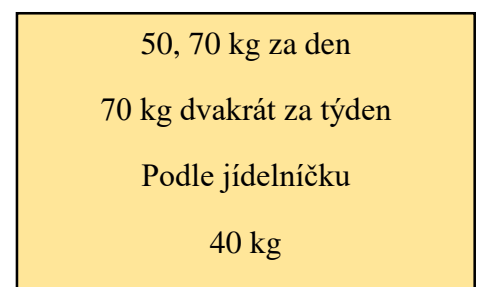 50, 70 kg za den
70 kg dvakrát za týden
Podle jídelníčku
40 kg